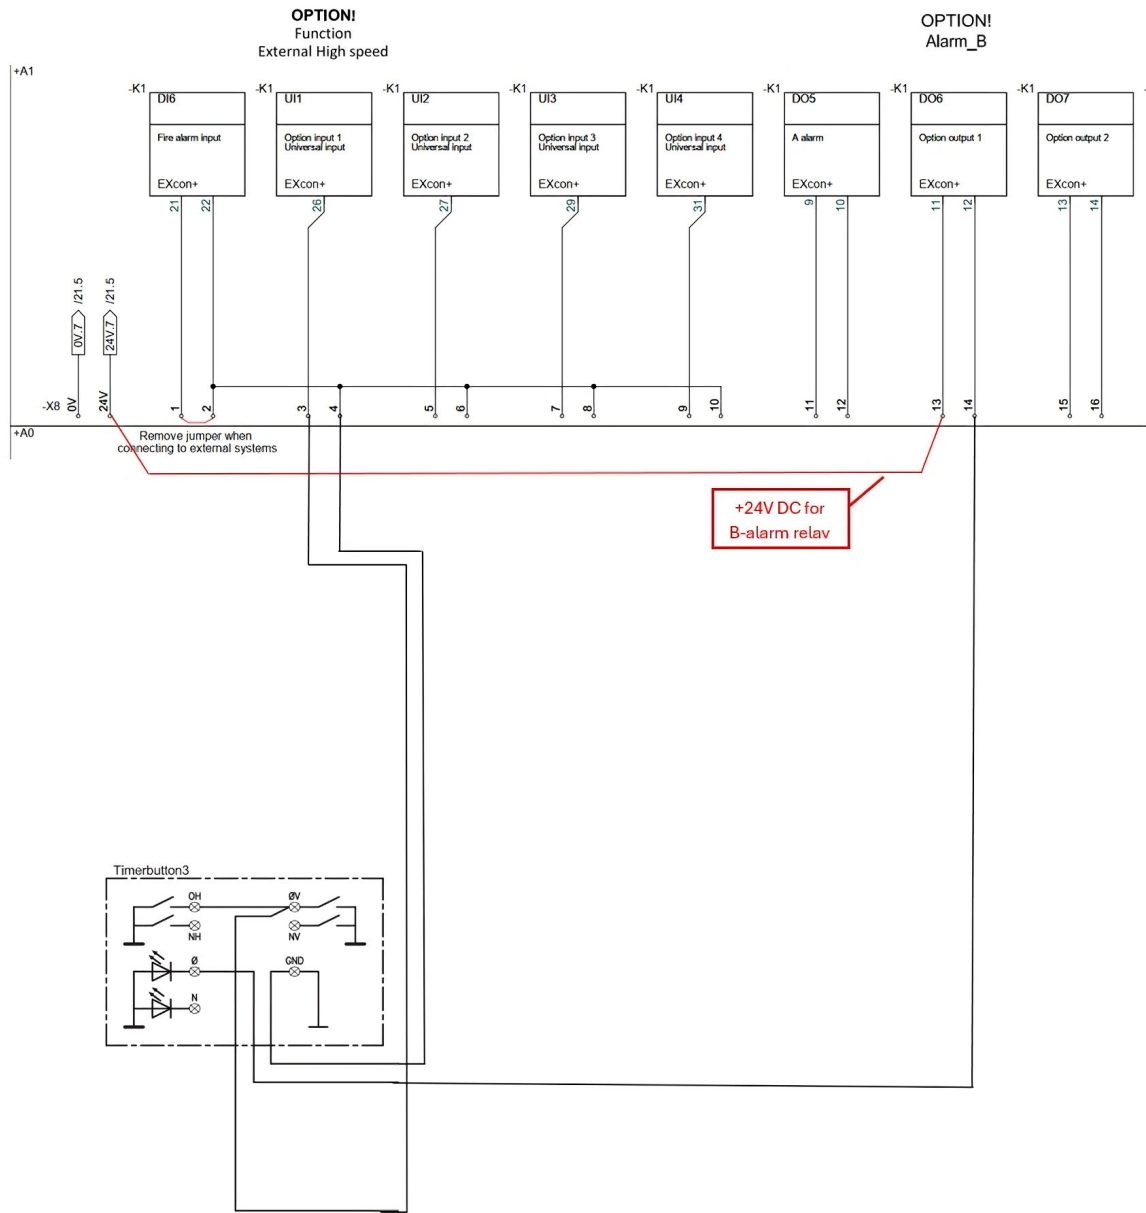 OPTION!
Function
External High speed
OPTION!
Alarm_B
+A1
-K1
DI6
Fire alarm input
EXcon+
21
22
-K1
UI1
Option input 1
Universal input
EXcon+
26
-K1
UI2
Option input 2
Universal input
EXcon+
27
-K1
UI3
Option input 3
Universal input
EXcon+
29
-K1
UI4
Option input 4
Universal input
EXcon+
31
-K1
DO5
A alarm
EXcon+
9
10
-K1
DO6
Option output 1
EXcon+
11
12
-K1
DO7
Option output 2
EXcon+
13
14
/21.5
/21.5
0V.7
24V.7
-X8
0V
24V
1
2
3
4
5
6
7
8
9
10
11
12
13
14
15
16
+A0
Remove jumper when
connecting to external systems
+24V DC for
B-alarm relav
Timerbutton3
OH
ØV
NH
NV
Ø
GND
N